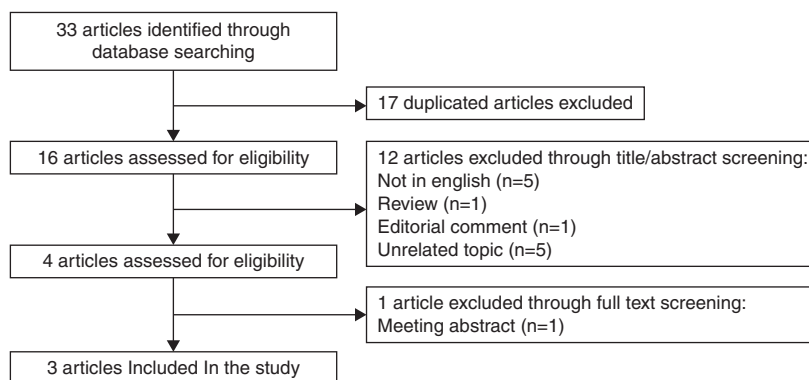 33 articles identified through
database searching
17 duplicated articles excluded
16 articles assessed for eligibility
12 articles excluded through title/abstract screening:
Not in english (n=5)
Review (n=1)
Editorial comment (n=1)
Unrelated topic (n=5)
4 articles assessed for eligibility
1 article excluded through full text screening:
Meeting abstract (n=1)
3 articles Included In the study